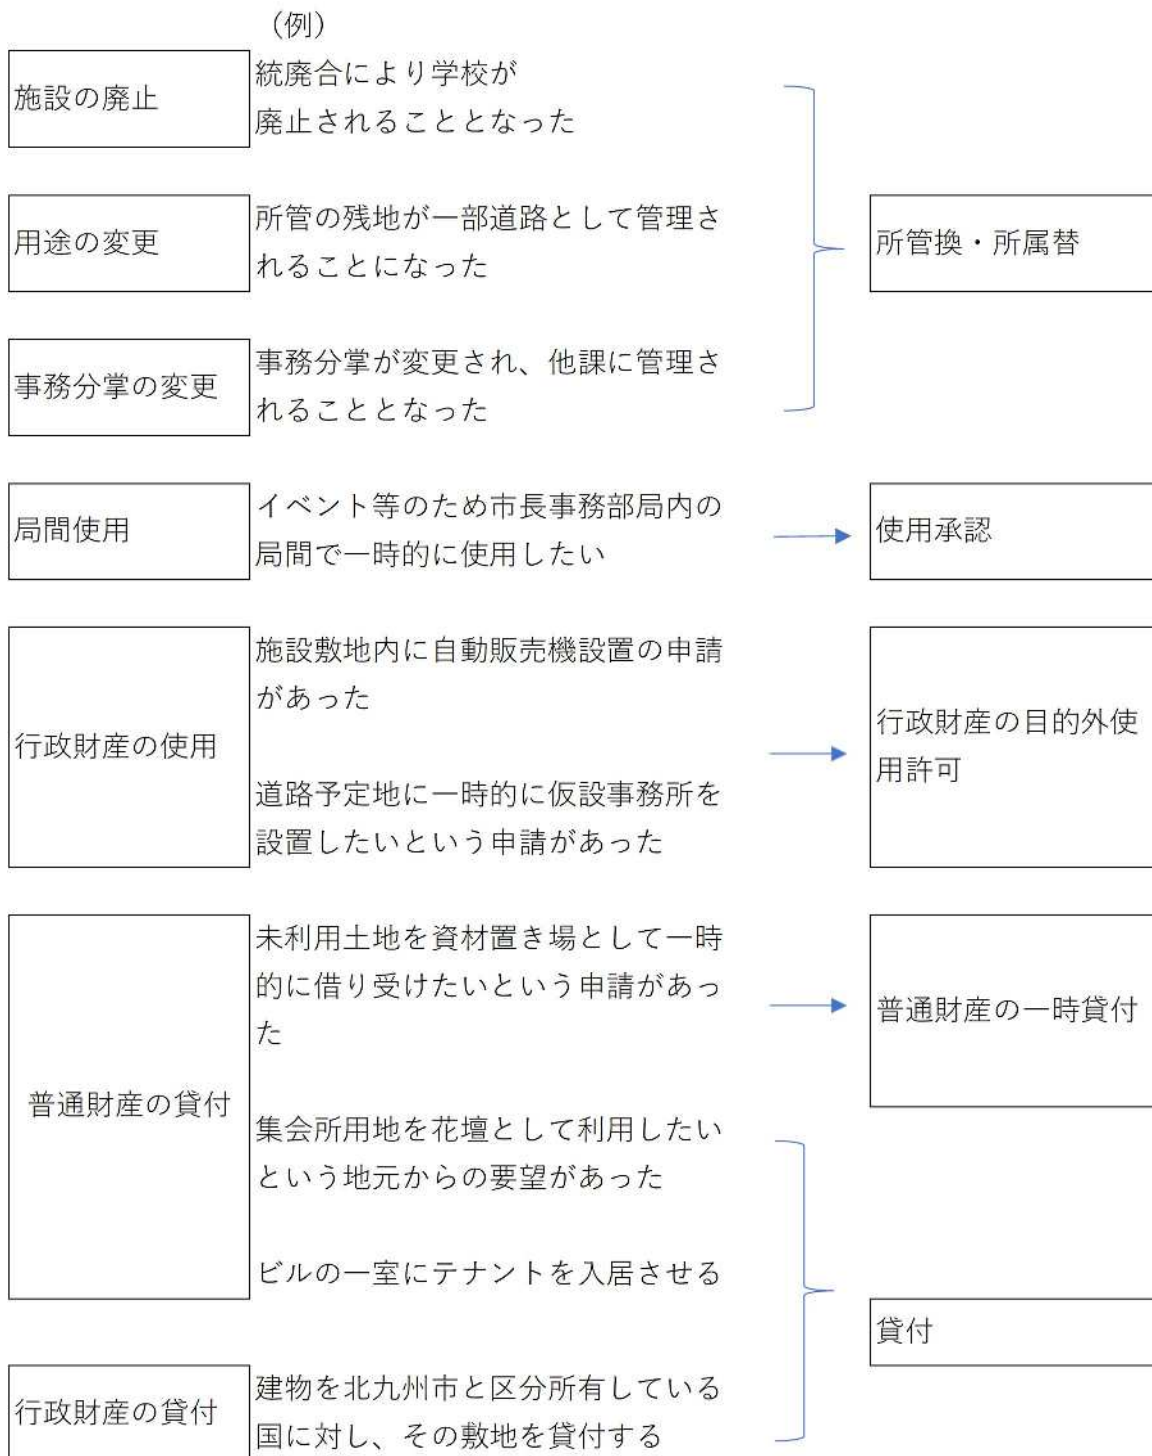 （例）
施設の廃止
統廃合により学校が
廃止されることとなった
用途の変更
所管の残地が一部道路として管理さ
れることになった
所管換・所属替
事務分掌の変更
事務分掌が変更され、他課に管理さ
れることとなった
局間使用
イベント等のため市長事務部局内の
局間で一時的に使用したい
使用承認
行政財産の使用
施設敷地内に自動販売機設置の申請
があった
道路予定地に一時的に仮設事務所を
設置したいという申請があった
行政財産の目的外使
用許可
普通財産の貸付
未利用土地を資材置き場として一時
的に借り受けたいという申請があっ
た
普通財産の一時貸付
集会所用地を花壇として利用したい
という地元からの要望があった
ビルの一室にテナントを入居させる
貸付
行政財産の貸付
建物を北九州市と区分所有している
国に対し、その敷地を貸付する